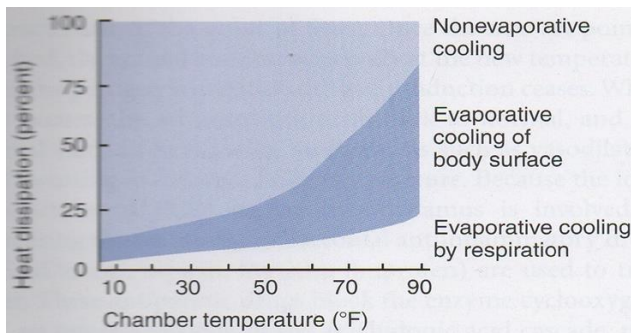 100
75
50
25
0
Heat dissipation (percent)
Nonevaporative
cooling
Evaporative
cooling of
body surface
Evaporative cooling
by respiration
10 30 50 70 90
Chamber temperature (°F)